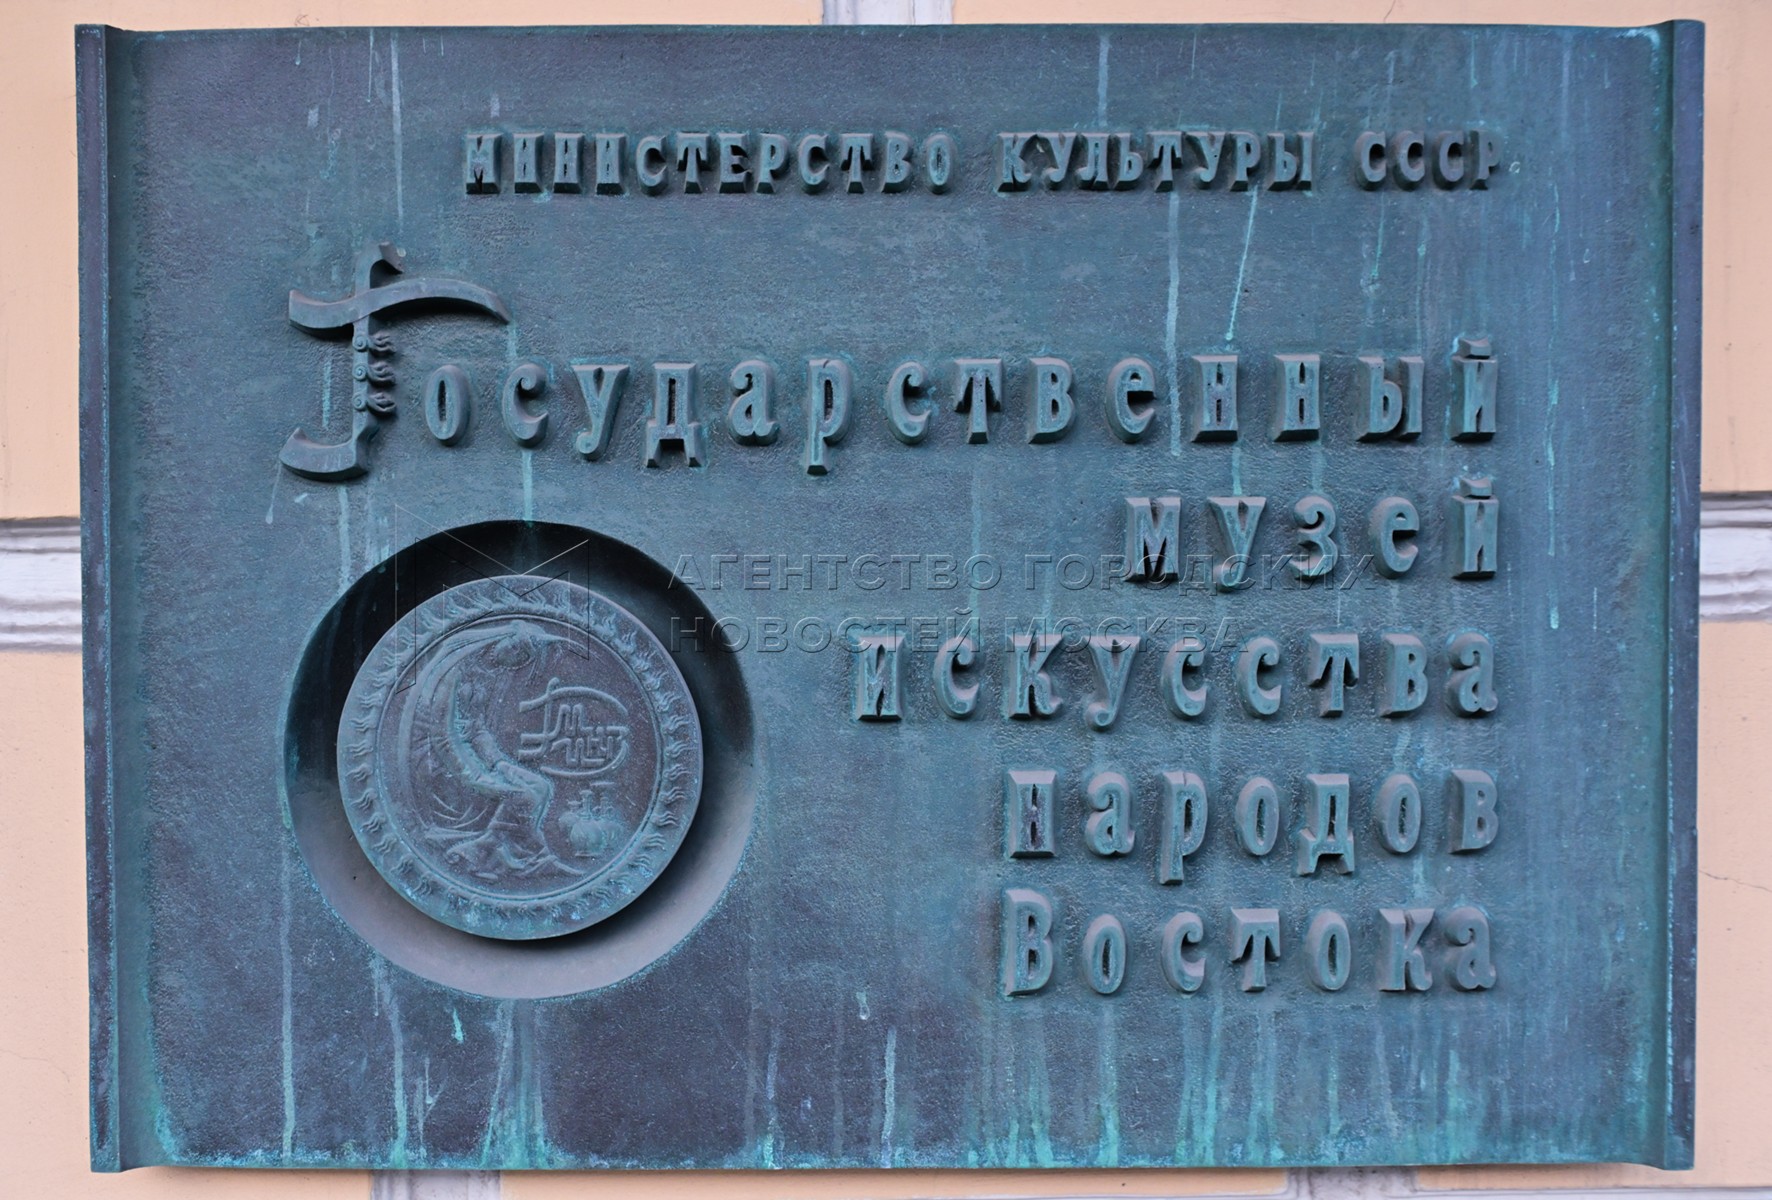 МИНИСТЕРСТВО КУЛЬТУРЫ СССР
Государственный
музей
искусства
народов
Востока
АГЕНТСТВО ГОРОДСКИХ
НОВОСТЕЙ МОСКВА